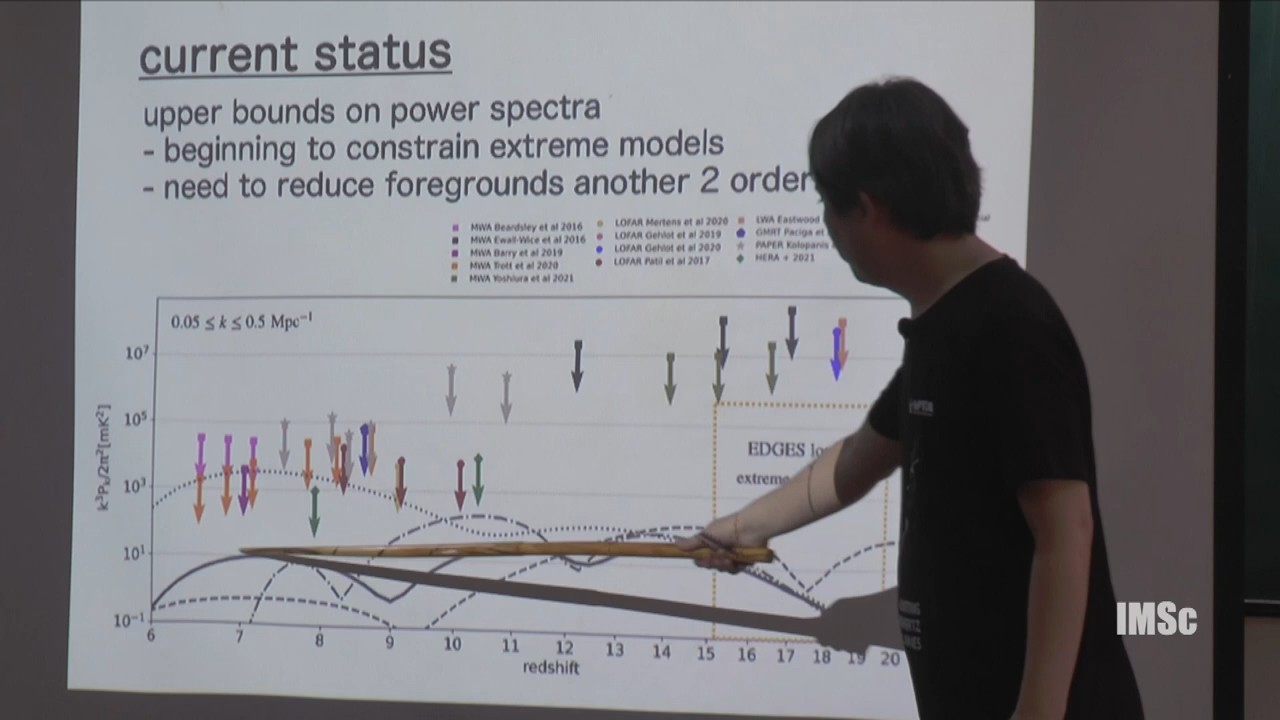 current status
upper bounds on power spectra
- beginning to constrain extreme models
- need to reduce foregrounds another 2 order
MWA Beardsley et al 2016
MWA Ewall-Wice et al 2016
MWA Barry et al 2019
MWA Trott et al 2020
MWA Yoshiura et al 2021
LOFAR Mertens et al 2020
LOFAR Gehlot et al 2019
LOFAR Gehlot et al 2020
LOFAR Patil et al 2017
LWA Eastwood
GMRT Paciga et
PAPER Kolopanis
HERA + 2021
0.05 ≤ k ≤ 0.5 Mpc⁻¹
10⁷
10⁵
10³
10¹
10⁻¹
k³Pₖ/2π²[mK²]
EDGES
extreme
6 7 8 9 10 11 12 13 14 15 16 17 18 19 20
redshift
IMSc